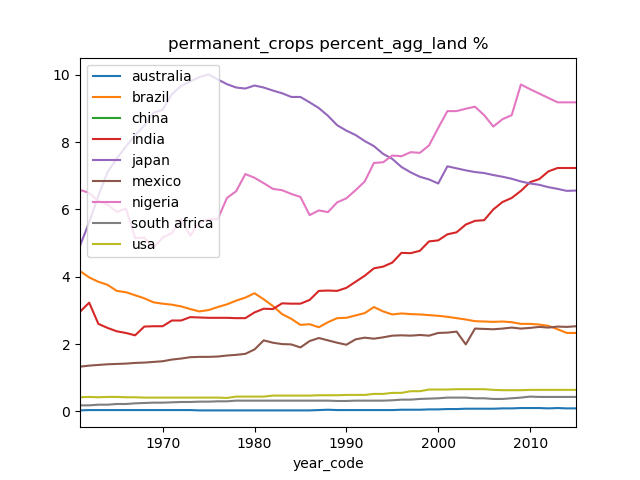 permanent_crops percent_agg_land %
10
8
6
4
2
0
australia
brazil
china
india
japan
mexico
nigeria
south africa
usa
1970
1980
1990
2000
2010
year_code